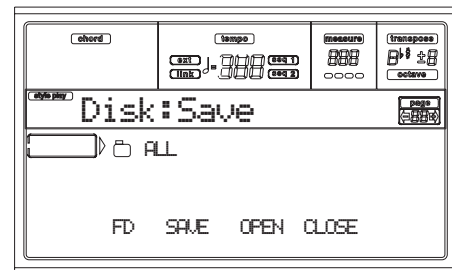 chord tempo measure transpose
ext seq 1
link seq 2
octave
style play Disk:Save page
ALL
FD SAVE OPEN CLOSE